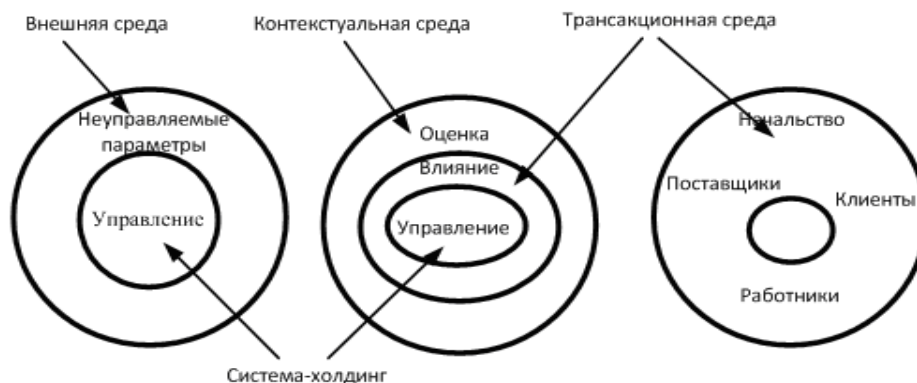 Внешняя среда
Контекстуальная среда
Трансакционная среда
Неуправляемые
параметры
Управление
Оценка
Влияние
Управление
Начальство
Поставщики
Клиенты
Работники
Система-холдинг